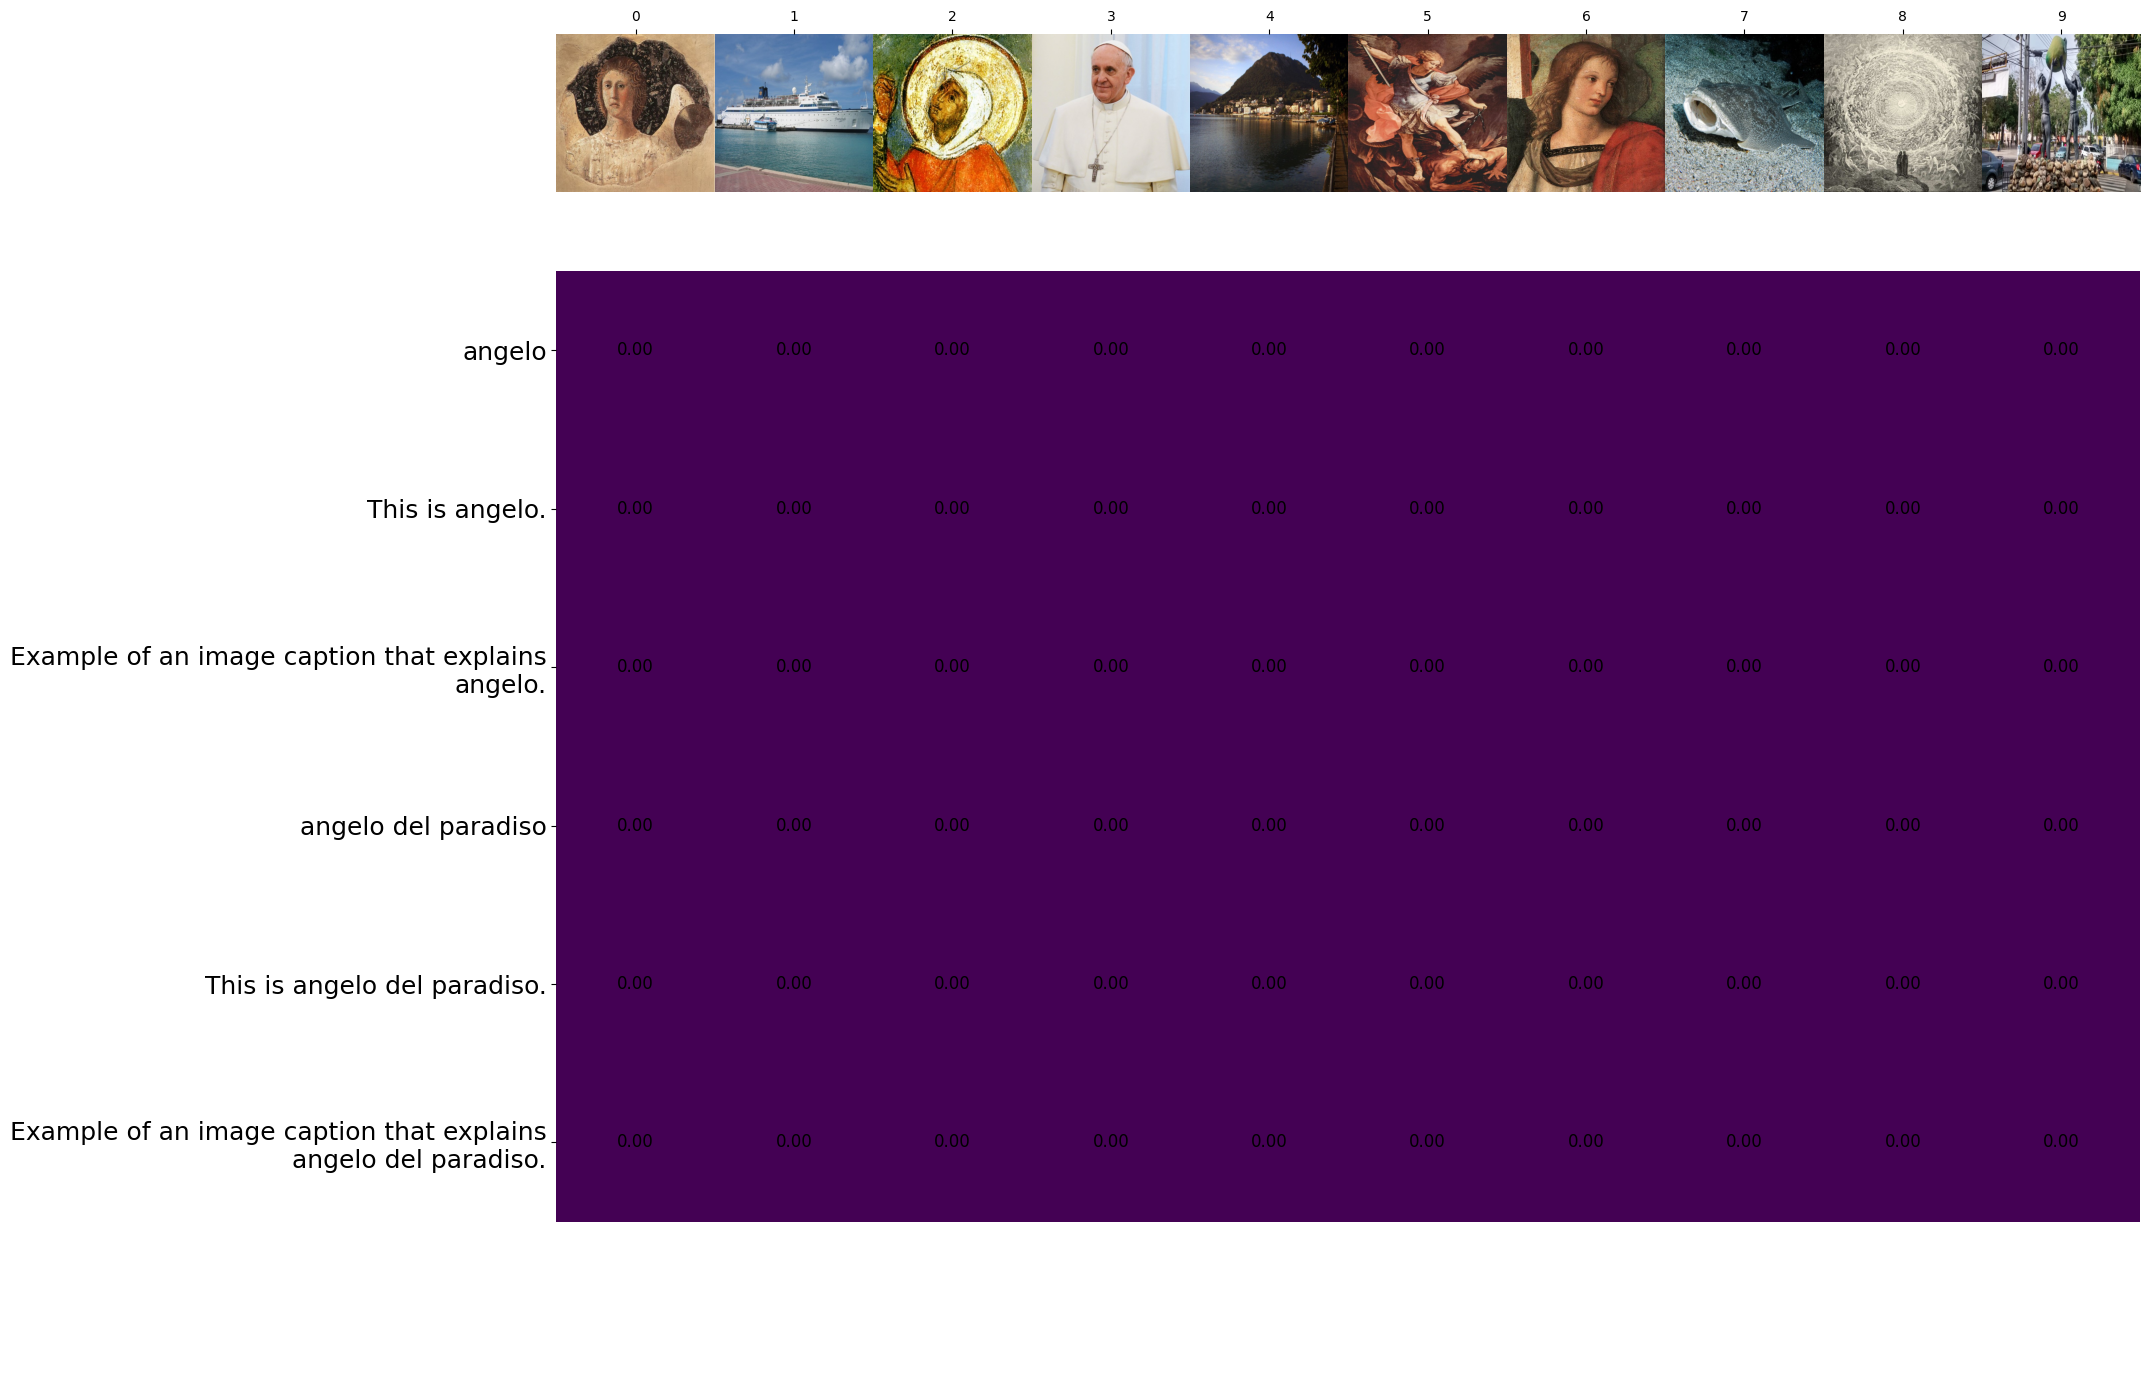 0 1 2 3 4 5 6 7 8 9
angelo 0.00 0.00 0.00 0.00 0.00 0.00 0.00 0.00 0.00 0.00
This is angelo. 0.00 0.00 0.00 0.00 0.00 0.00 0.00 0.00 0.00 0.00
Example of an image caption that explains
angelo. 0.00 0.00 0.00 0.00 0.00 0.00 0.00 0.00 0.00 0.00
angelo del paradiso 0.00 0.00 0.00 0.00 0.00 0.00 0.00 0.00 0.00 0.00
This is angelo del paradiso. 0.00 0.00 0.00 0.00 0.00 0.00 0.00 0.00 0.00 0.00
Example of an image caption that explains
angelo del paradiso. 0.00 0.00 0.00 0.00 0.00 0.00 0.00 0.00 0.00 0.00